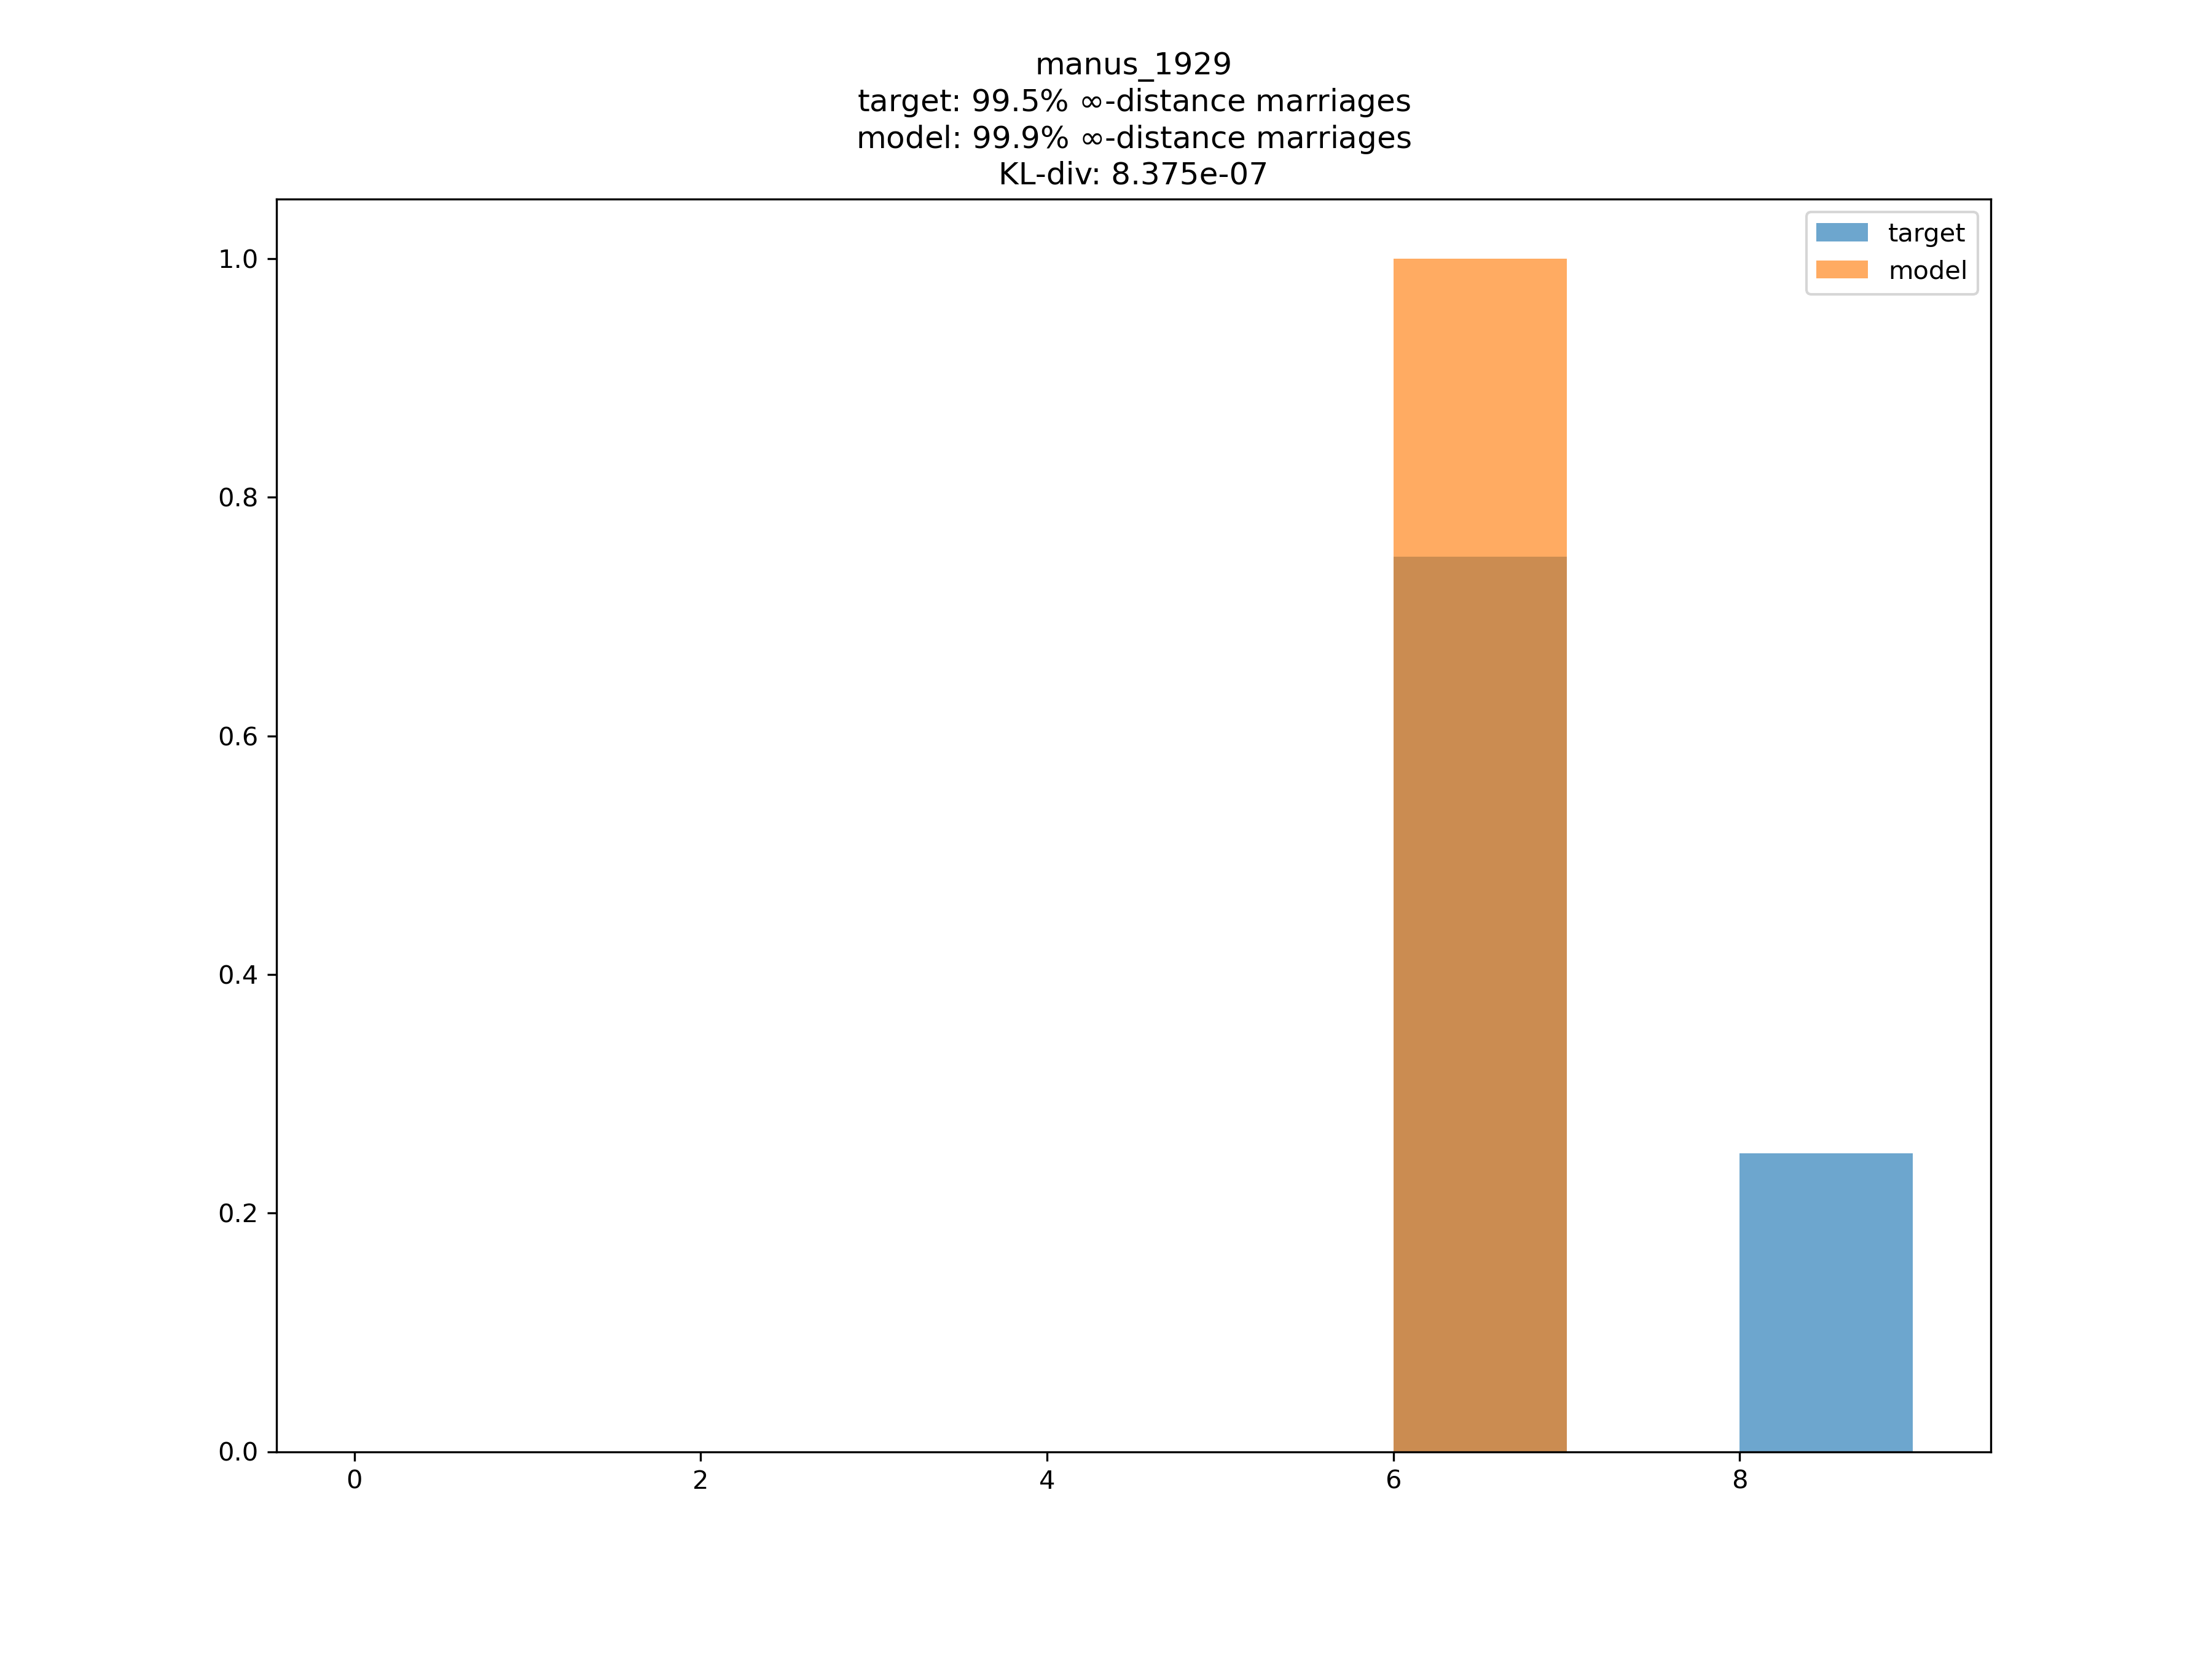 manus_1929
target: 99.5% ∞-distance marriages
model: 99.9% ∞-distance marriages
KL-div: 8.375e-07
target
model
1.0
0.8
0.6
0.4
0.2
0.0
0 2 4 6 8